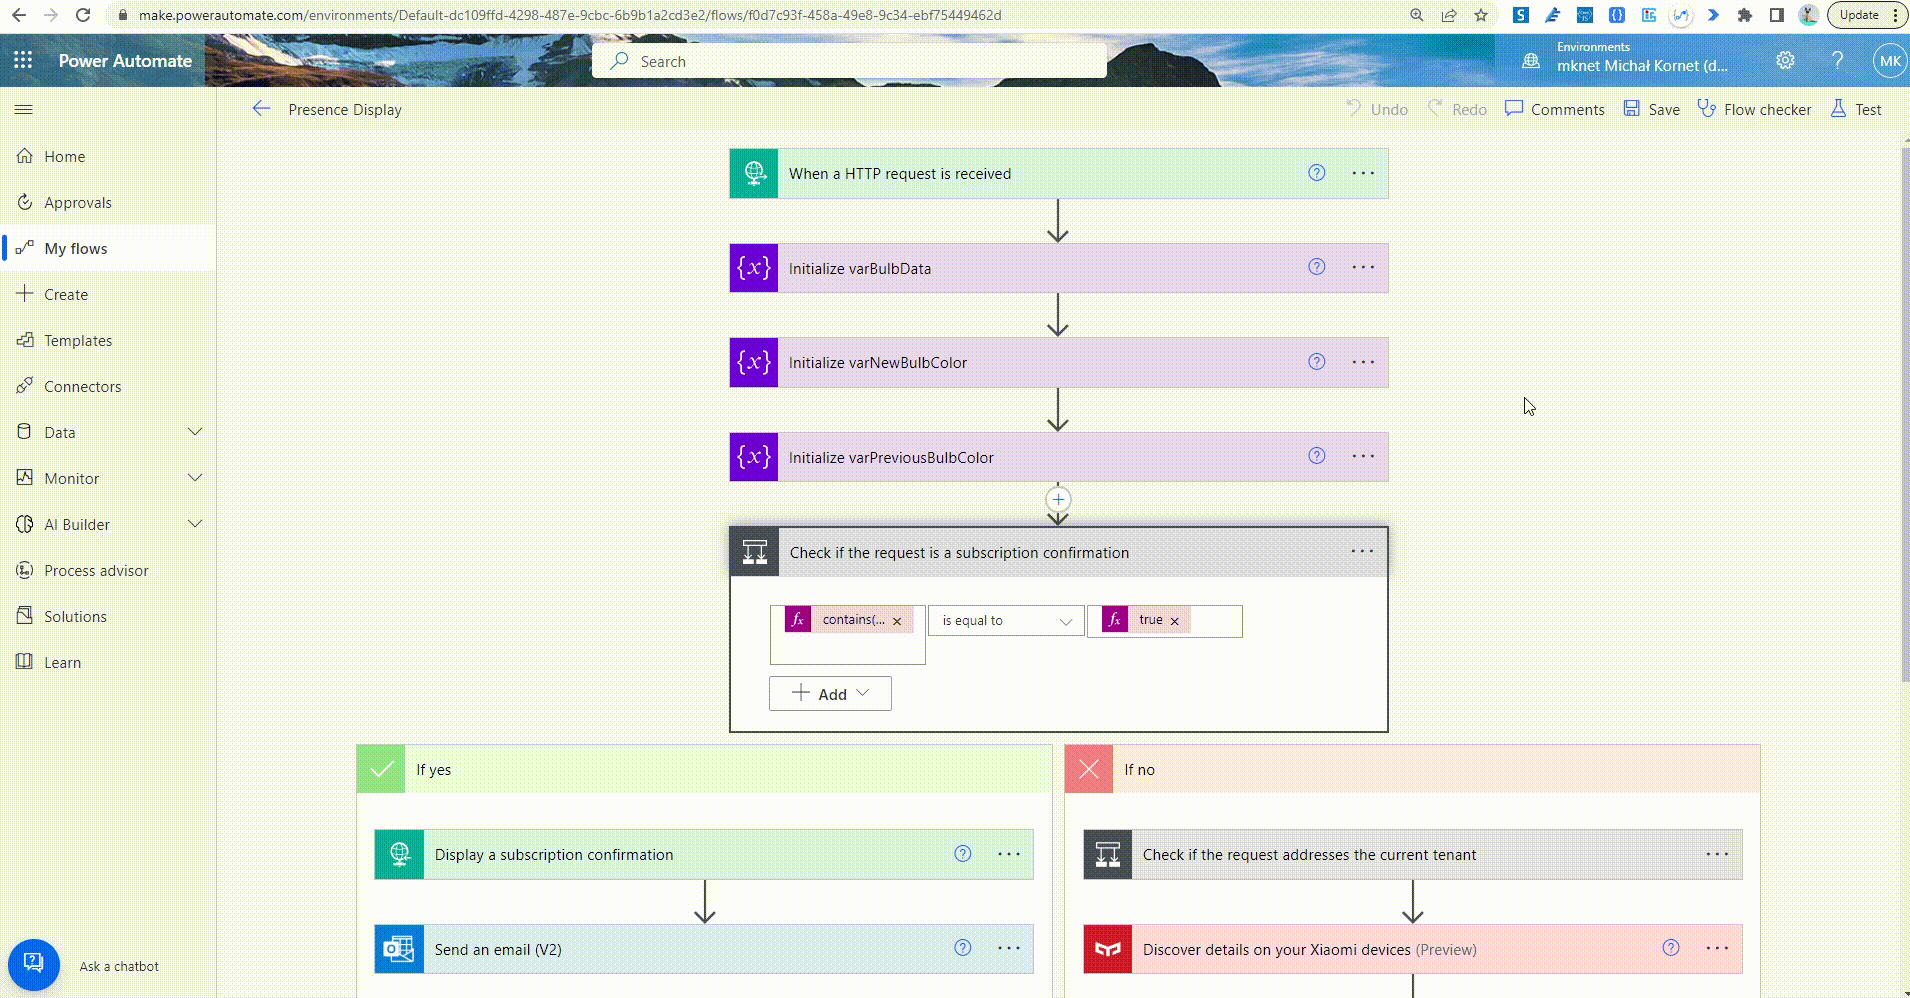 make.powerautomate.com/environments/Default-dc109ffd-4298-487e-9cbc-6b9b1a2cd3e2/flows/f0d7c93f-458a-49e8-9c34-ebf75449462d
Update
Power Automate
Search
Environments
mknet Michał Kornet (d...
MK
Presence Display
Undo
Redo
Comments
Save
Flow checker
Test
Home
Approvals
My flows
Create
Templates
Connectors
Data
Monitor
AI Builder
Process advisor
Solutions
Learn
Ask a chatbot
When a HTTP request is received
{x} Initialize varBulbData
{x} Initialize varNewBulbColor
{x} Initialize varPreviousBulbColor
Check if the request is a subscription confirmation
fx contains(... × is equal to fx true ×
+ Add
If yes
If no
Display a subscription confirmation
Check if the request addresses the current tenant
Send an email (V2)
Discover details on your Xiaomi devices (Preview)